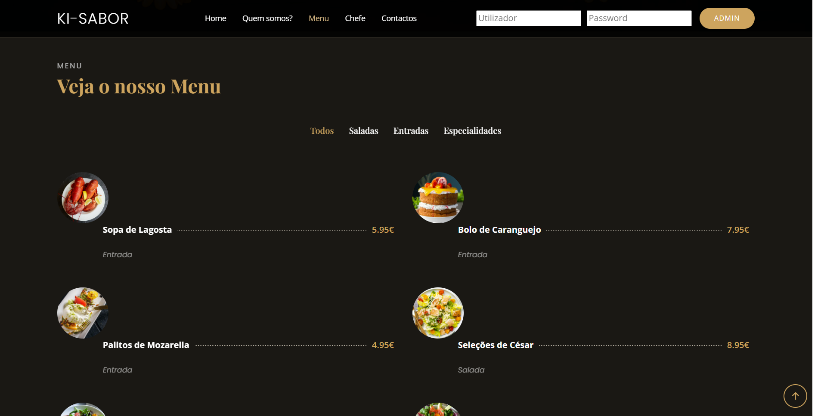 KI-SABOR Home Quem somos? Menu Chefe Contactos Utilizador Password ADMIN
MENU
Veja o nosso Menu
Todos Saladas Entradas Especialidades
Sopa de Lagosta 5.95€
Entrada
Bolo de Caranguejo 7.95€
Entrada
Palitos de Mozarella 4.95€
Entrada
Seleções de César 8.95€
Salada